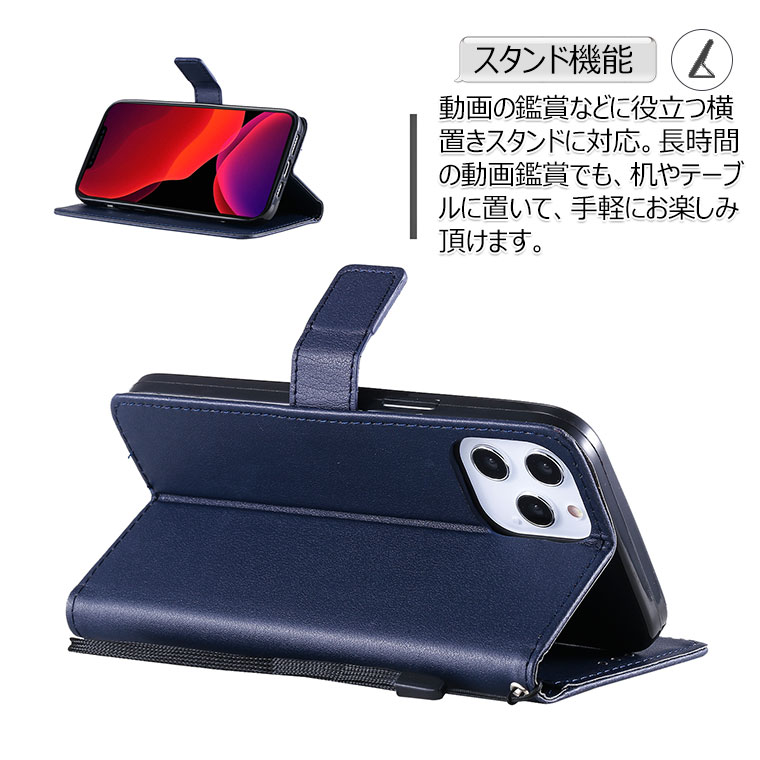 スタンド機能
動画の鑑賞などに役立つ横
置きスタンドに対応。長時間
の動画鑑賞でも、机やテーブ
ルに置いて、手軽にお楽しみ
頂けます。